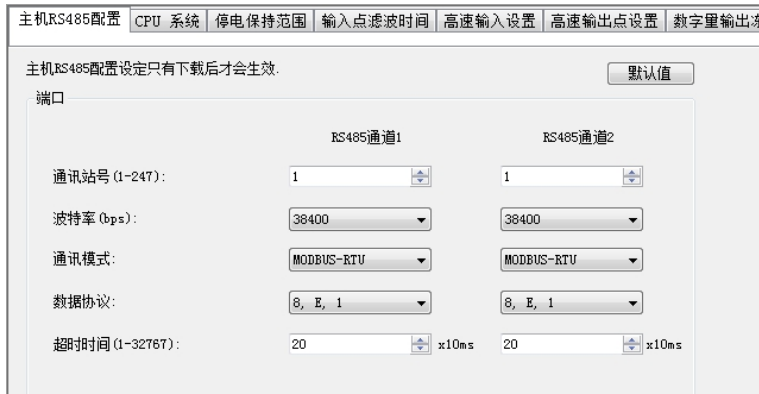 主机RS485配置 CPU 系统 停电保持范围 输入点滤波时间 高速输入设置 高速输出点设置 数字量输出
主机RS485配置设定只有下载后才会生效.
默认值
端口
RS485通道1 RS485通道2
通讯站号(1-247): 1 1
波特率(bps): 38400 38400
通讯模式: MODBUS-RTU MODBUS-RTU
数据协议: 8, E, 1 8, E, 1
超时时间(1-32767): 20 x10ms 20 x10ms